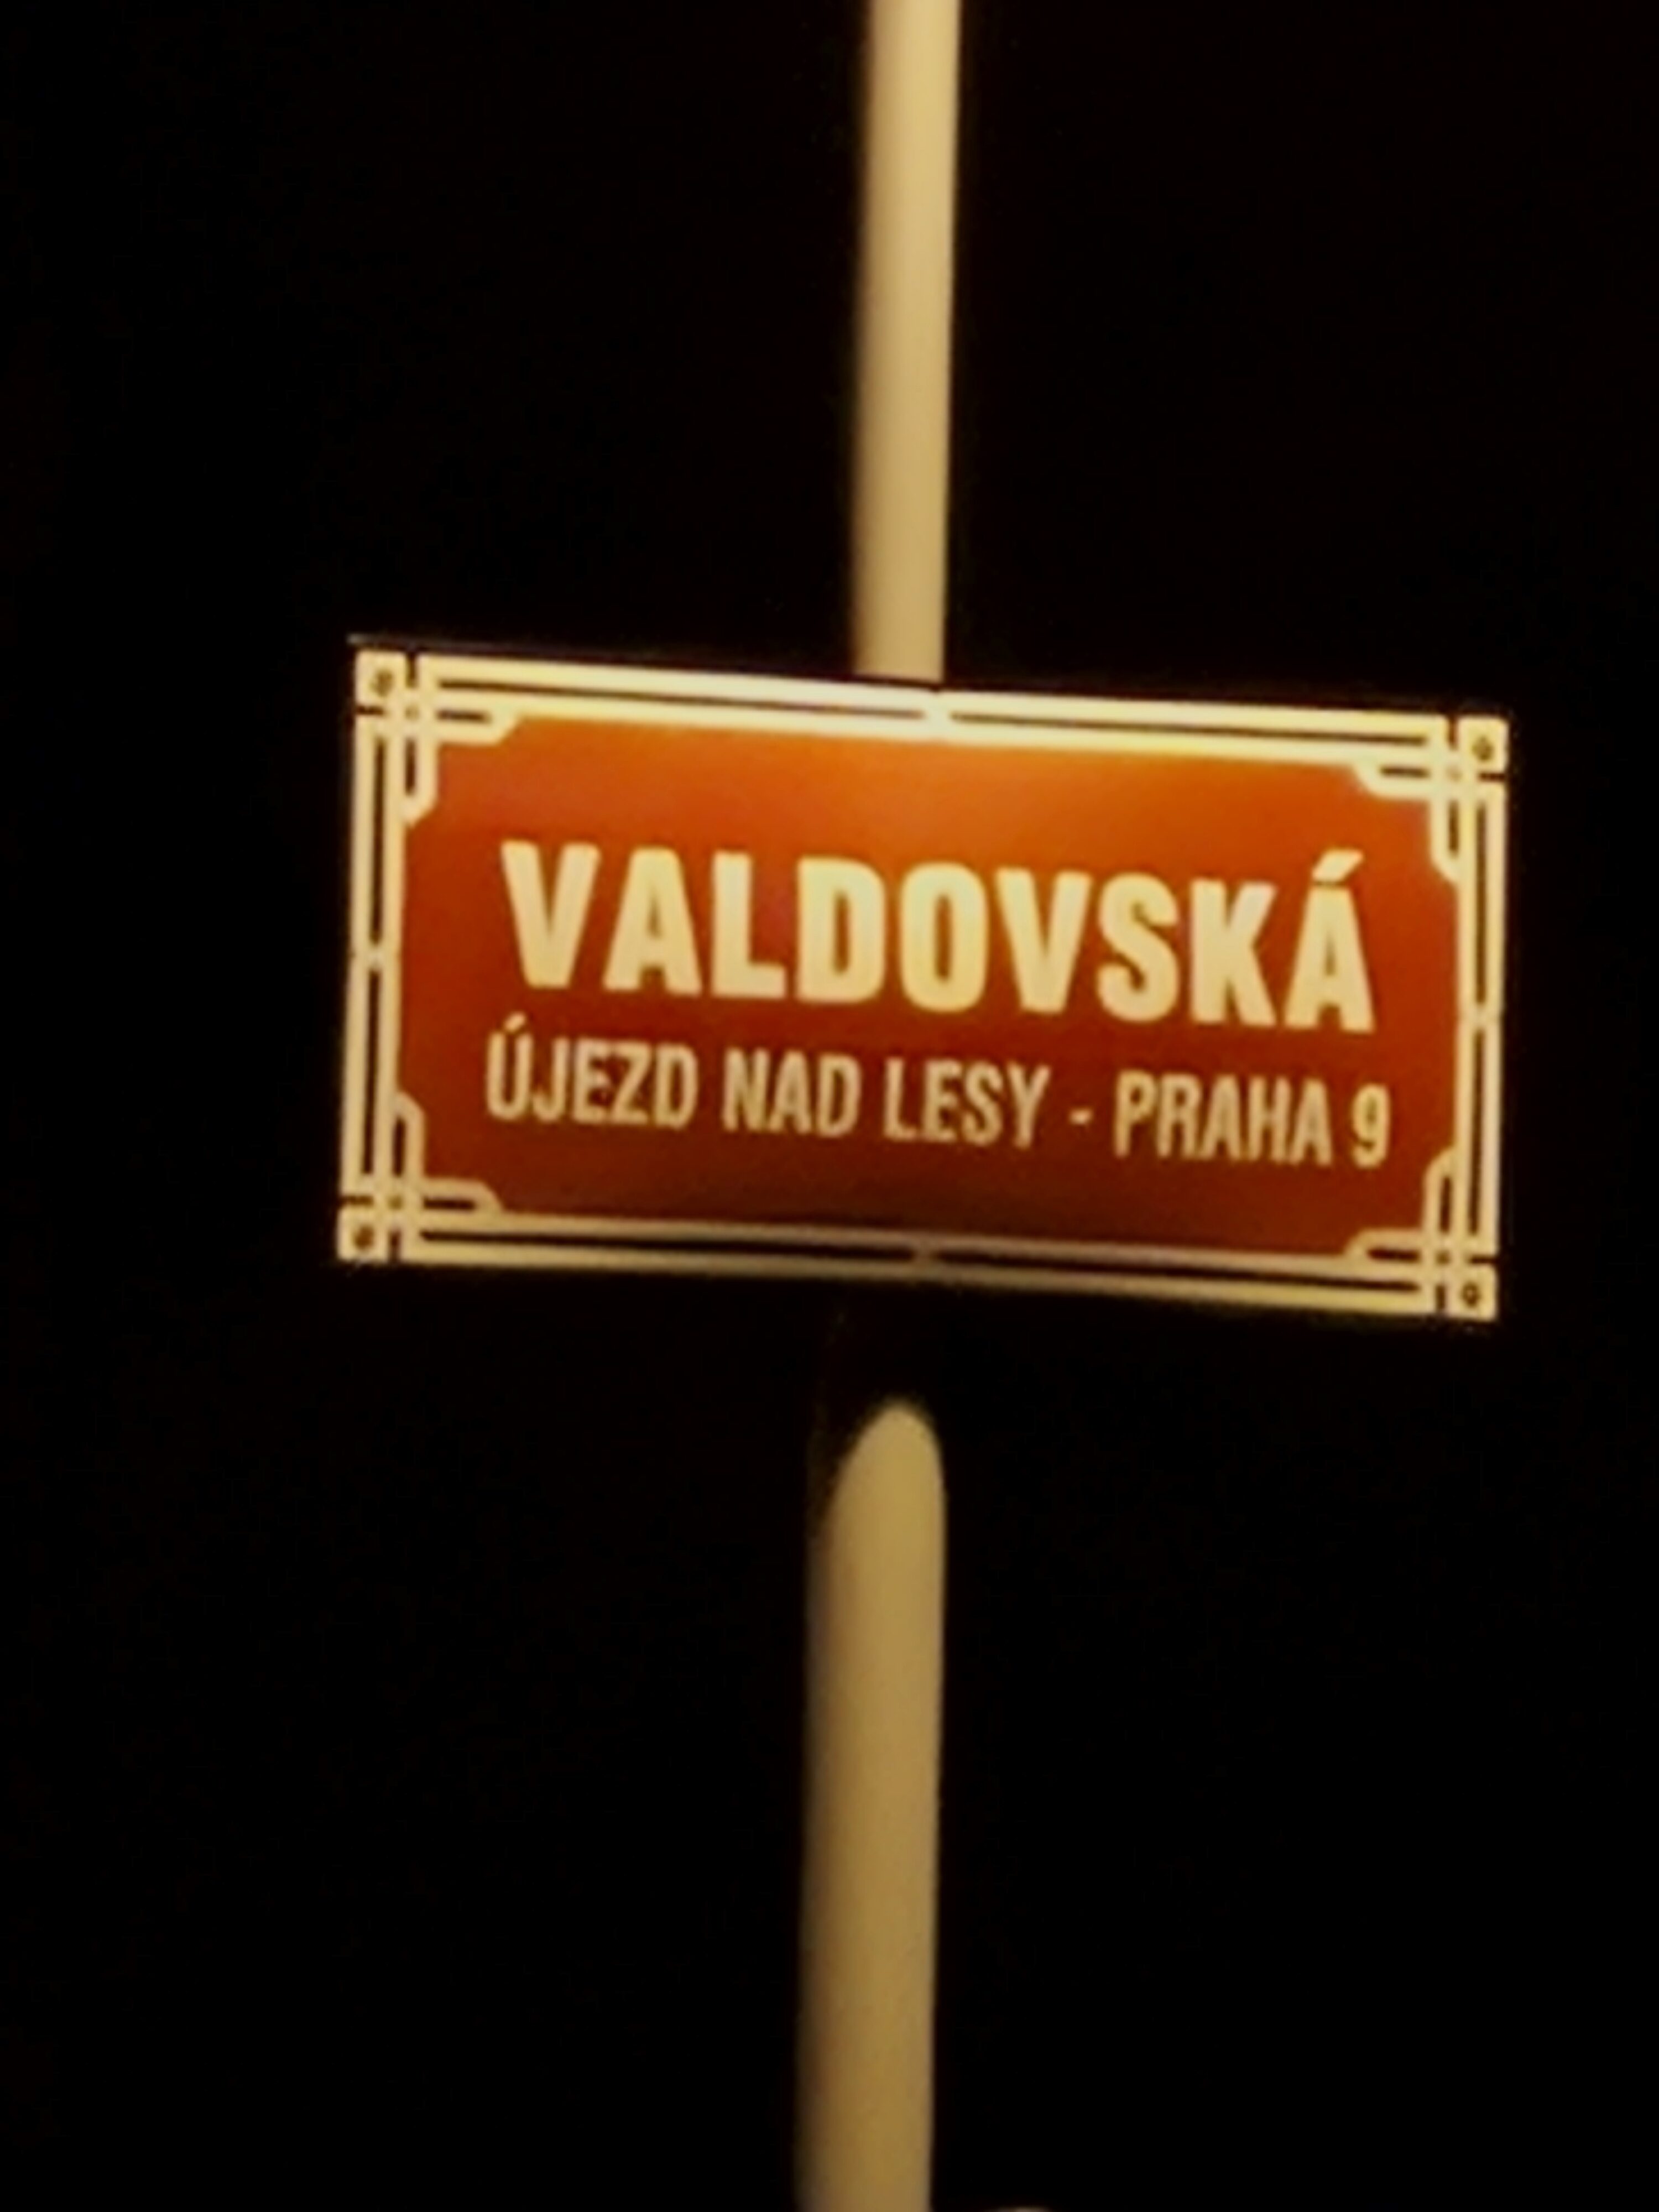 VALDOVSKÁ
ÚJEZD NAD LESY - PRAHA 9